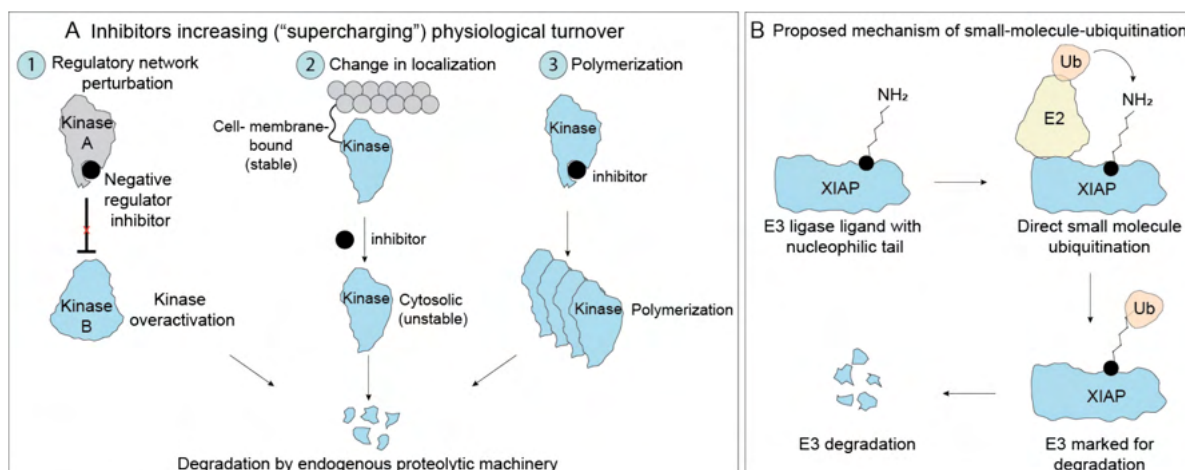 A Inhibitors increasing ("supercharging") physiological turnover
1 Regulatory network
perturbation
Kinase
A
Negative
regulator
inhibitor
Kinase
B
Kinase
overactivation
2 Change in localization
Cell- membrane-
bound
(stable)
Kinase
inhibitor
Kinase
Cytosolic
(unstable)
3 Polymerization
Kinase
inhibitor
Kinase
Polymerization
Degradation by endogenous proteolytic machinery
B Proposed mechanism of small-molecule-ubiquitination
NH₂
XIAP
E3 ligase ligand with
nucleophilic tail
Ub
E2
NH₂
XIAP
Direct small molecule
ubiquitination
Ub
XIAP
E3 marked for
degradation
E3 degradation